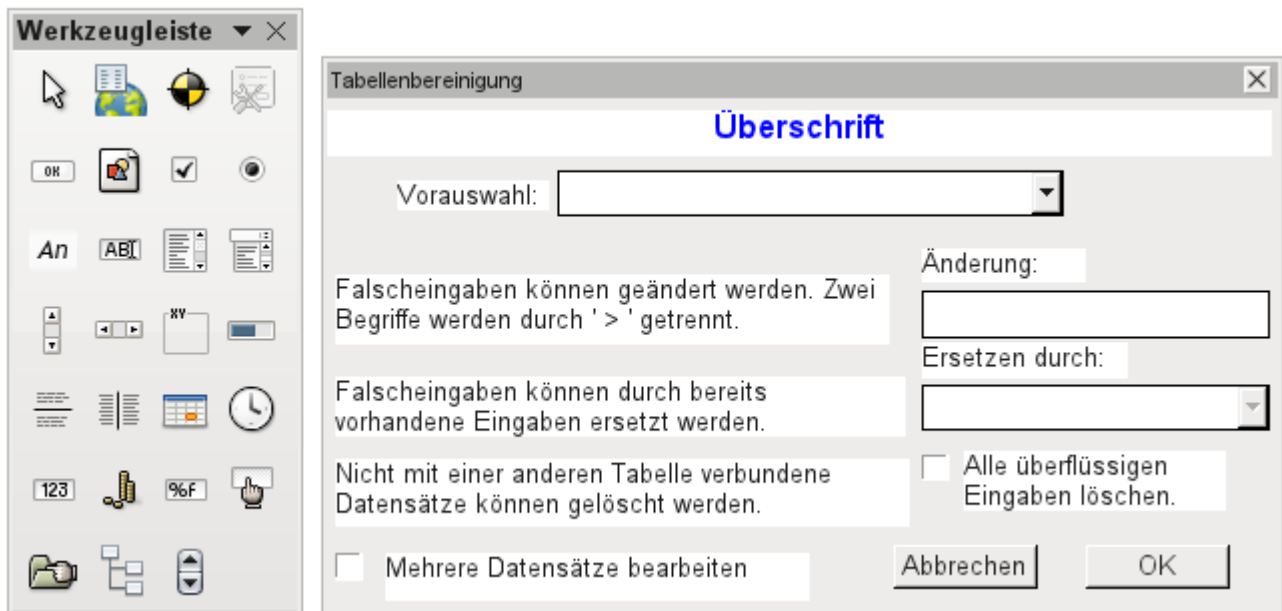 Werkzeugleiste
OK
An
ABI
XY
123
%F
Tabellenbereinigung
Überschrift
Vorauswahl:
Falscheingaben können geändert werden. Zwei
Begriffe werden durch ' > ' getrennt.
Änderung:
Ersetzen durch:
Falscheingaben können durch bereits
vorhandene Eingaben ersetzt werden.
Nicht mit einer anderen Tabelle verbundene
Datensätze können gelöscht werden.
Alle überflüssigen
Eingaben löschen.
Mehrere Datensätze bearbeiten
Abbrechen
OK